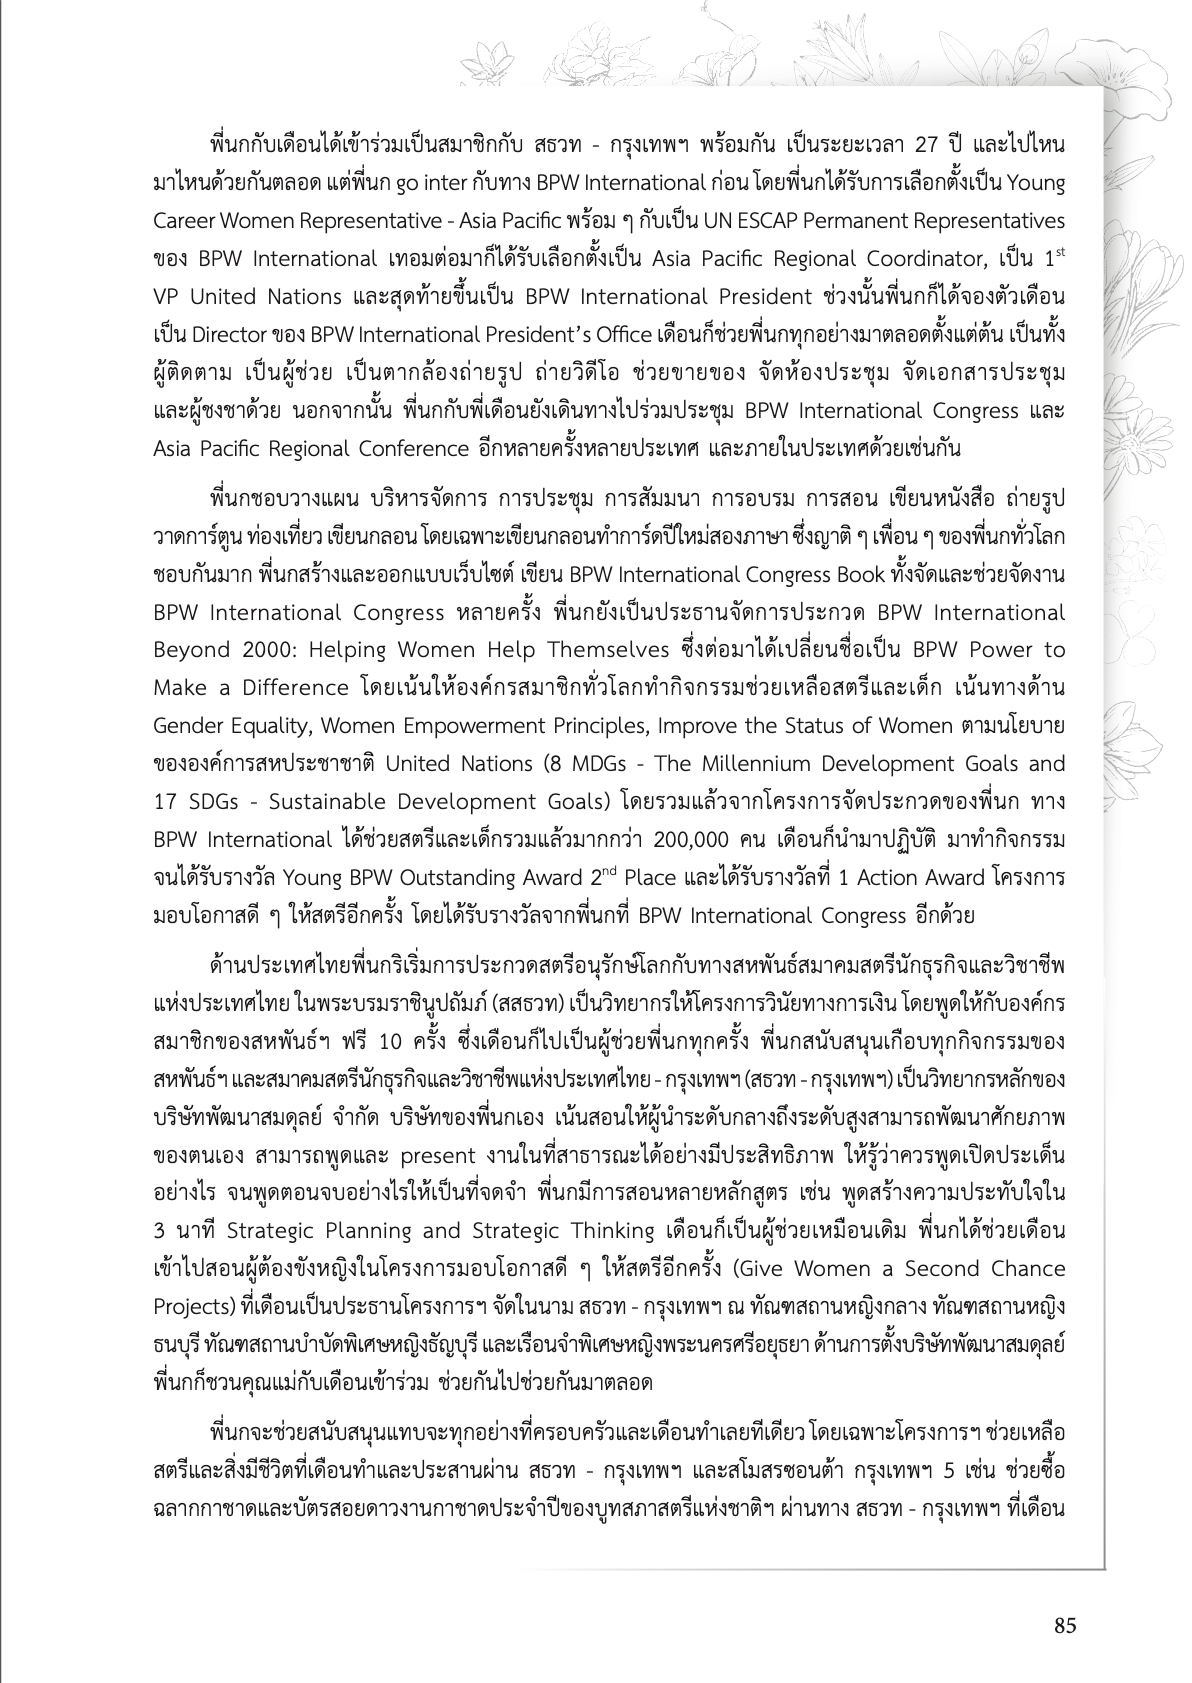 พี่นกกับเดือนได้เข้าร่วมเป็นสมาชิกกับ สธวท - กรุงเทพฯ พร้อมกัน เป็นระยะเวลา 27 ปี และไปไหน
มาไหนด้วยกันตลอด แต่พี่นก go inter กับทาง BPW International ก่อน โดยพี่นกได้รับการเลือกตั้งเป็น Young
Career Women Representative - Asia Pacific พร้อม ๆ กับเป็น UN ESCAP Permanent Representatives
ของ BPW International เทอมต่อมาก็ได้รับเลือกตั้งเป็น Asia Pacific Regional Coordinator, เป็น 1st
VP United Nations และสุดท้ายขึ้นเป็น BPW International President ช่วงนั้นพี่นกก็ได้จองตัวเดือน
เป็น Director ของ BPW International President’s Office เดือนก็ช่วยพี่นกทุกอย่างมาตลอดตั้งแต่ต้น เป็นทั้ง
ผู้ติดตาม เป็นผู้ช่วย เป็นตากล้องถ่ายรูป ถ่ายวิดีโอ ช่วยขายของ จัดห้องประชุม จัดเอกสารประชุม
และผู้ชงชาด้วย นอกจากนั้น พี่นกกับพี่เดือนยังเดินทางไปร่วมประชุม BPW International Congress และ
Asia Pacific Regional Conference อีกหลายครั้งหลายประเทศ และภายในประเทศด้วยเช่นกัน
พี่นกชอบวางแผน บริหารจัดการ การประชุม การสัมมนา การอบรม การสอน เขียนหนังสือ ถ่ายรูป
วาดการ์ตูน ท่องเที่ยว เขียนกลอน โดยเฉพาะเขียนกลอนทำการ์ดปีใหม่สองภาษา ซึ่งญาติ ๆ เพื่อน ๆ ของพี่นกทั่วโลก
ชอบกันมาก พี่นกสร้างและออกแบบเว็บไซต์ เขียน BPW International Congress Book ทั้งจัดและช่วยจัดงาน
BPW International Congress หลายครั้ง พี่นกยังเป็นประธานจัดการประกวด BPW International
Beyond 2000: Helping Women Help Themselves ซึ่งต่อมาได้เปลี่ยนชื่อเป็น BPW Power to
Make a Difference โดยเน้นให้องค์กรสมาชิกทั่วโลกทำกิจกรรมช่วยเหลือสตรีและเด็ก เน้นทางด้าน
Gender Equality, Women Empowerment Principles, Improve the Status of Women ตามนโยบาย
ขององค์การสหประชาชาติ United Nations (8 MDGs - The Millennium Development Goals and
17 SDGs - Sustainable Development Goals) โดยรวมแล้วจากโครงการจัดประกวดของพี่นก ทาง
BPW International ได้ช่วยสตรีและเด็กรวมแล้วมากกว่า 200,000 คน เดือนก็นำมาปฏิบัติ มาทำกิจกรรม
จนได้รับรางวัล Young BPW Outstanding Award 2nd Place และได้รับรางวัลที่ 1 Action Award โครงการ
มอบโอกาสดี ๆ ให้สตรีอีกครั้ง โดยได้รับรางวัลจากพี่นกที่ BPW International Congress อีกด้วย
ด้านประเทศไทยพี่นกริเริ่มการประกวดสตรีอนุรักษ์โลกกับทางสหพันธ์สมาคมสตรีนักธุรกิจและวิชาชีพ
แห่งประเทศไทย ในพระบรมราชินูปถัมภ์ (สสธวท) เป็นวิทยากรให้โครงการวินัยทางการเงิน โดยพูดให้กับองค์กร
สมาชิกของสหพันธ์ฯ ฟรี 10 ครั้ง ซึ่งเดือนก็ไปเป็นผู้ช่วยพี่นกทุกครั้ง พี่นกสนับสนุนเกือบทุกกิจกรรมของ
สหพันธ์ฯ และสมาคมสตรีนักธุรกิจและวิชาชีพแห่งประเทศไทย - กรุงเทพฯ (สธวท - กรุงเทพฯ) เป็นวิทยากรหลักของ
บริษัทพัฒนาสมดุลย์ จำกัด บริษัทของพี่นกเอง เน้นสอนให้ผู้นำระดับกลางถึงระดับสูงสามารถพัฒนาศักยภาพ
ของตนเอง สามารถพูดและ present งานในที่สาธารณะได้อย่างมีประสิทธิภาพ ให้รู้ว่าควรพูดเปิดประเด็น
อย่างไร จนพูดตอนจบอย่างไรให้เป็นที่จดจำ พี่นกมีการสอนหลายหลักสูตร เช่น พูดสร้างความประทับใจใน
3 นาที Strategic Planning and Strategic Thinking เดือนก็เป็นผู้ช่วยเหมือนเดิม พี่นกได้ช่วยเดือน
เข้าไปสอนผู้ต้องขังหญิงในโครงการมอบโอกาสดี ๆ ให้สตรีอีกครั้ง (Give Women a Second Chance
Projects) ที่เดือนเป็นประธานโครงการฯ จัดในนาม สธวท - กรุงเทพฯ ณ ทัณฑสถานหญิงกลาง ทัณฑสถานหญิง
ธนบุรี ทัณฑสถานบำบัดพิเศษหญิงธัญบุรี และเรือนจำพิเศษหญิงพระนครศรีอยุธยา ด้านการตั้งบริษัทพัฒนาสมดุลย์
พี่นกก็ชวนคุณแม่กับเดือนเข้าร่วม ช่วยกันไปช่วยกันมาตลอด
พี่นกจะช่วยสนับสนุนแทบจะทุกอย่างที่ครอบครัวและเดือนทำเลยทีเดียว โดยเฉพาะโครงการฯ ช่วยเหลือ
สตรีและสิ่งมีชีวิตที่เดือนทำและประสานผ่าน สธวท - กรุงเทพฯ และสโมสรซอนต้า กรุงเทพฯ 5 เช่น ช่วยซื้อ
ฉลากกาชาดและบัตรสอยดาวงานกาชาดประจำปีของบูทสภาสตรีแห่งชาติฯ ผ่านทาง สธวท - กรุงเทพฯ ที่เดือน
85